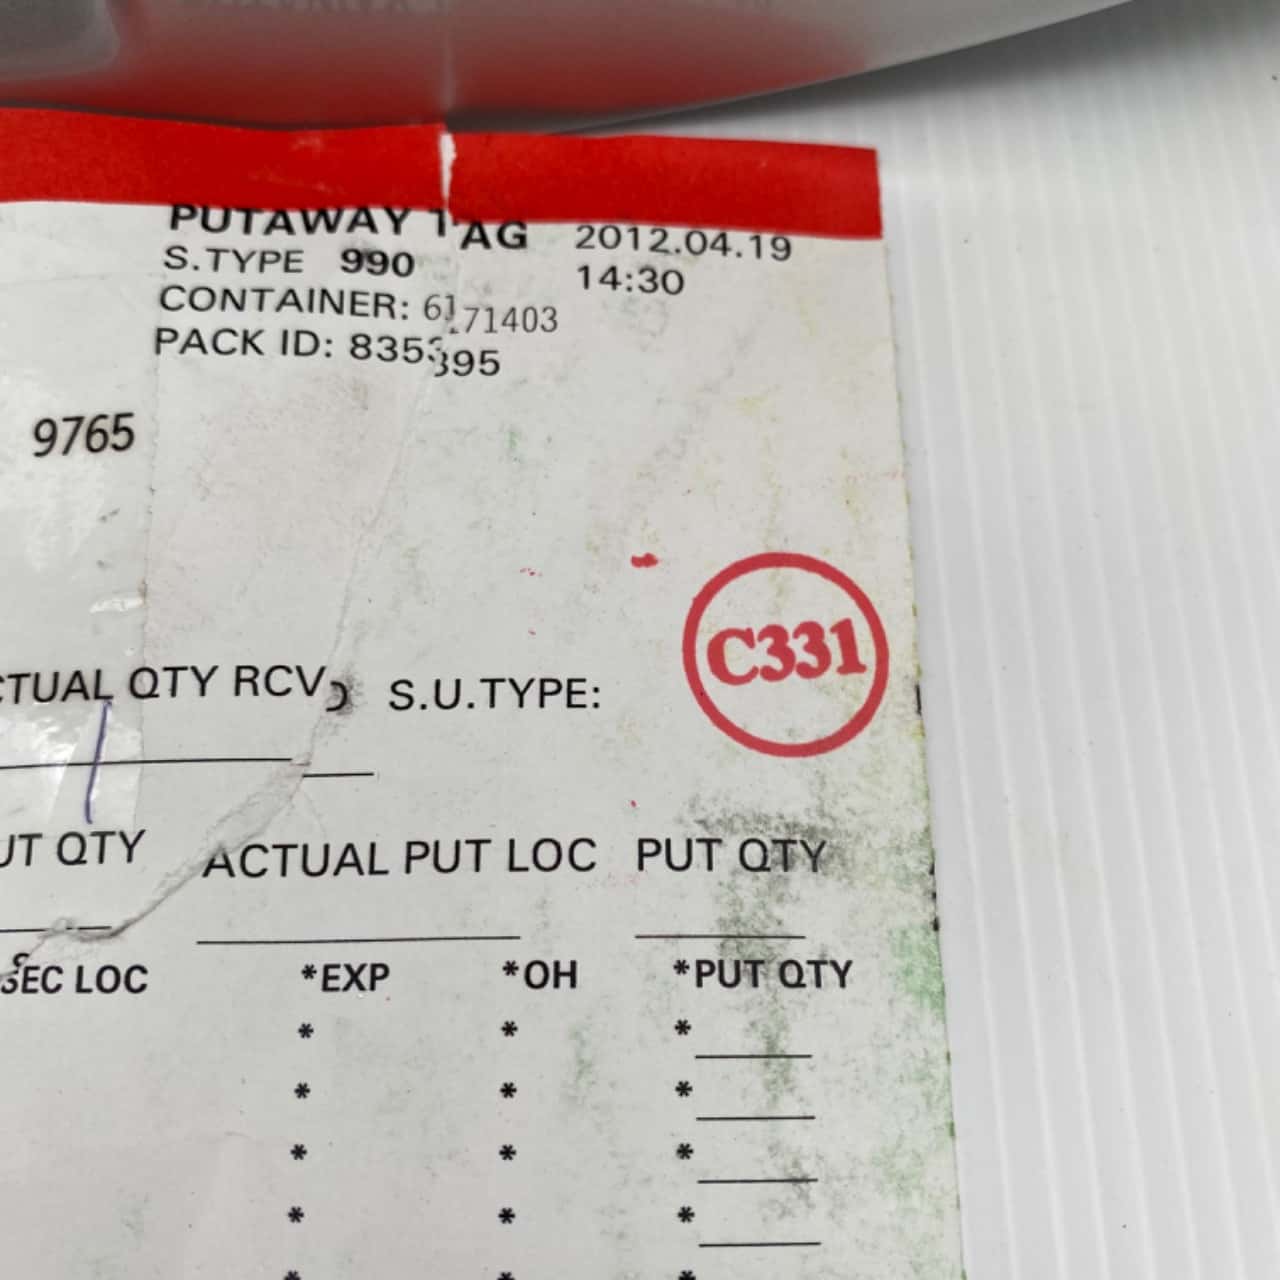 PUTAWAY TAG 2012.04.19
S.TYPE 990 14:30
CONTAINER: 6171403
PACK ID: 8353395
9765
C331
CTUAL QTY RCVD S.U.TYPE:
UT QTY ACTUAL PUT LOC PUT QTY
SEC LOC *EXP *OH *PUT QTY
* * *
* * *
* * *
* * *
* * *